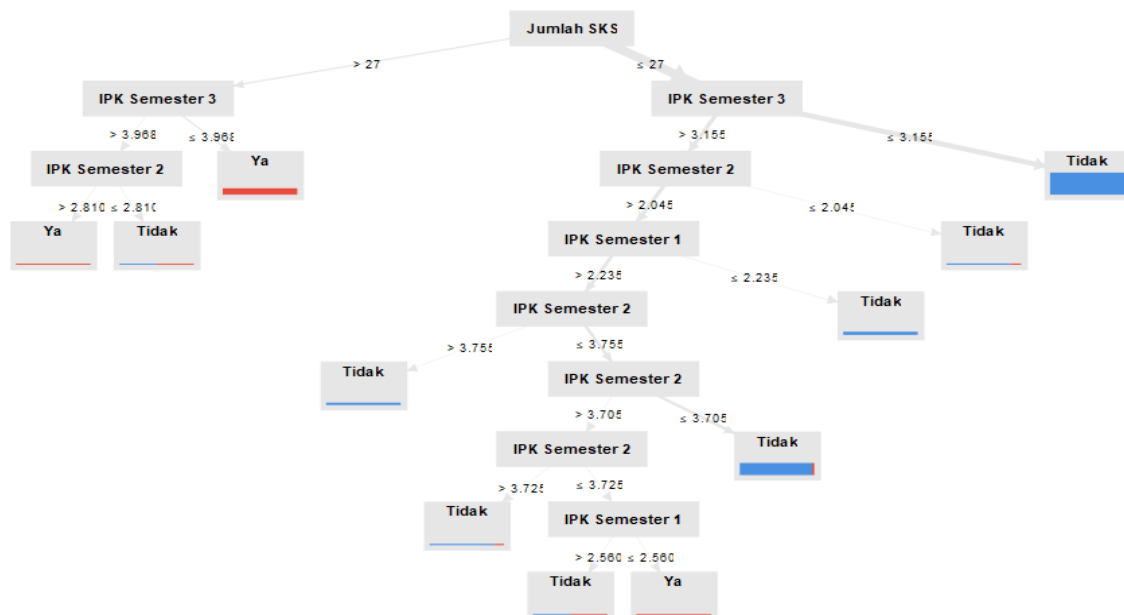 Jumlah SKS
> 27
≤ 27
IPK Semester 3
IPK Semester 3
> 3.968
≤ 3.968
> 3.155
≤ 3.155
IPK Semester 2
Ya
IPK Semester 2
Tidak
> 2.810
≤ 2.810
> 2.045
≤ 2.045
Ya
Tidak
IPK Semester 1
Tidak
> 2.235
≤ 2.235
IPK Semester 2
Tidak
> 3.755
≤ 3.755
Tidak
IPK Semester 2
> 3.705
≤ 3.705
IPK Semester 2
Tidak
> 3.725
≤ 3.725
Tidak
IPK Semester 1
> 2.560
≤ 2.560
Tidak
Ya